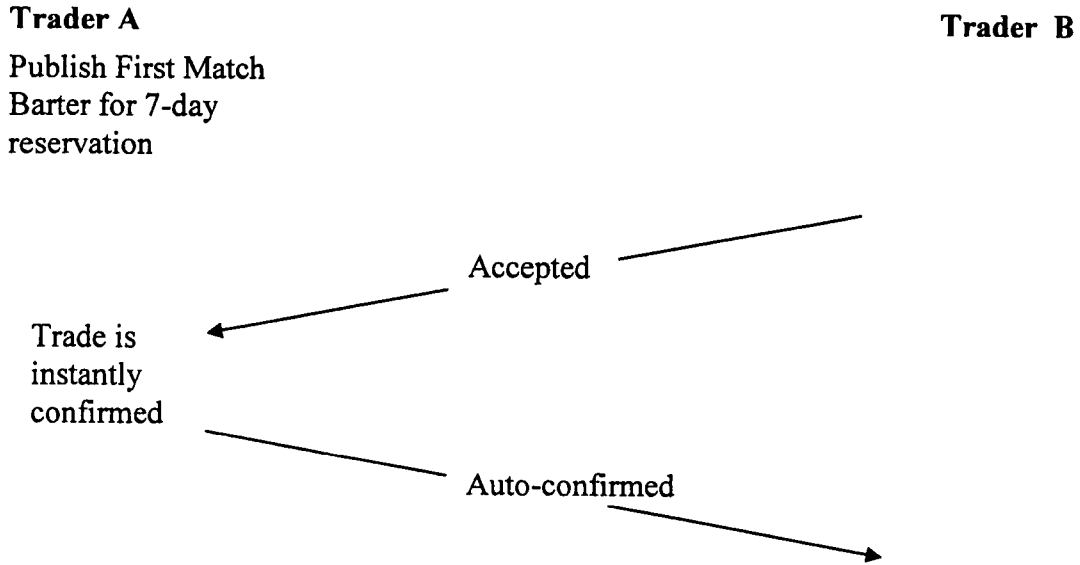 Trader A
Trader B
Publish First Match
Barter for 7-day
reservation
Accepted
Trade is
instantly
confirmed
Auto-confirmed